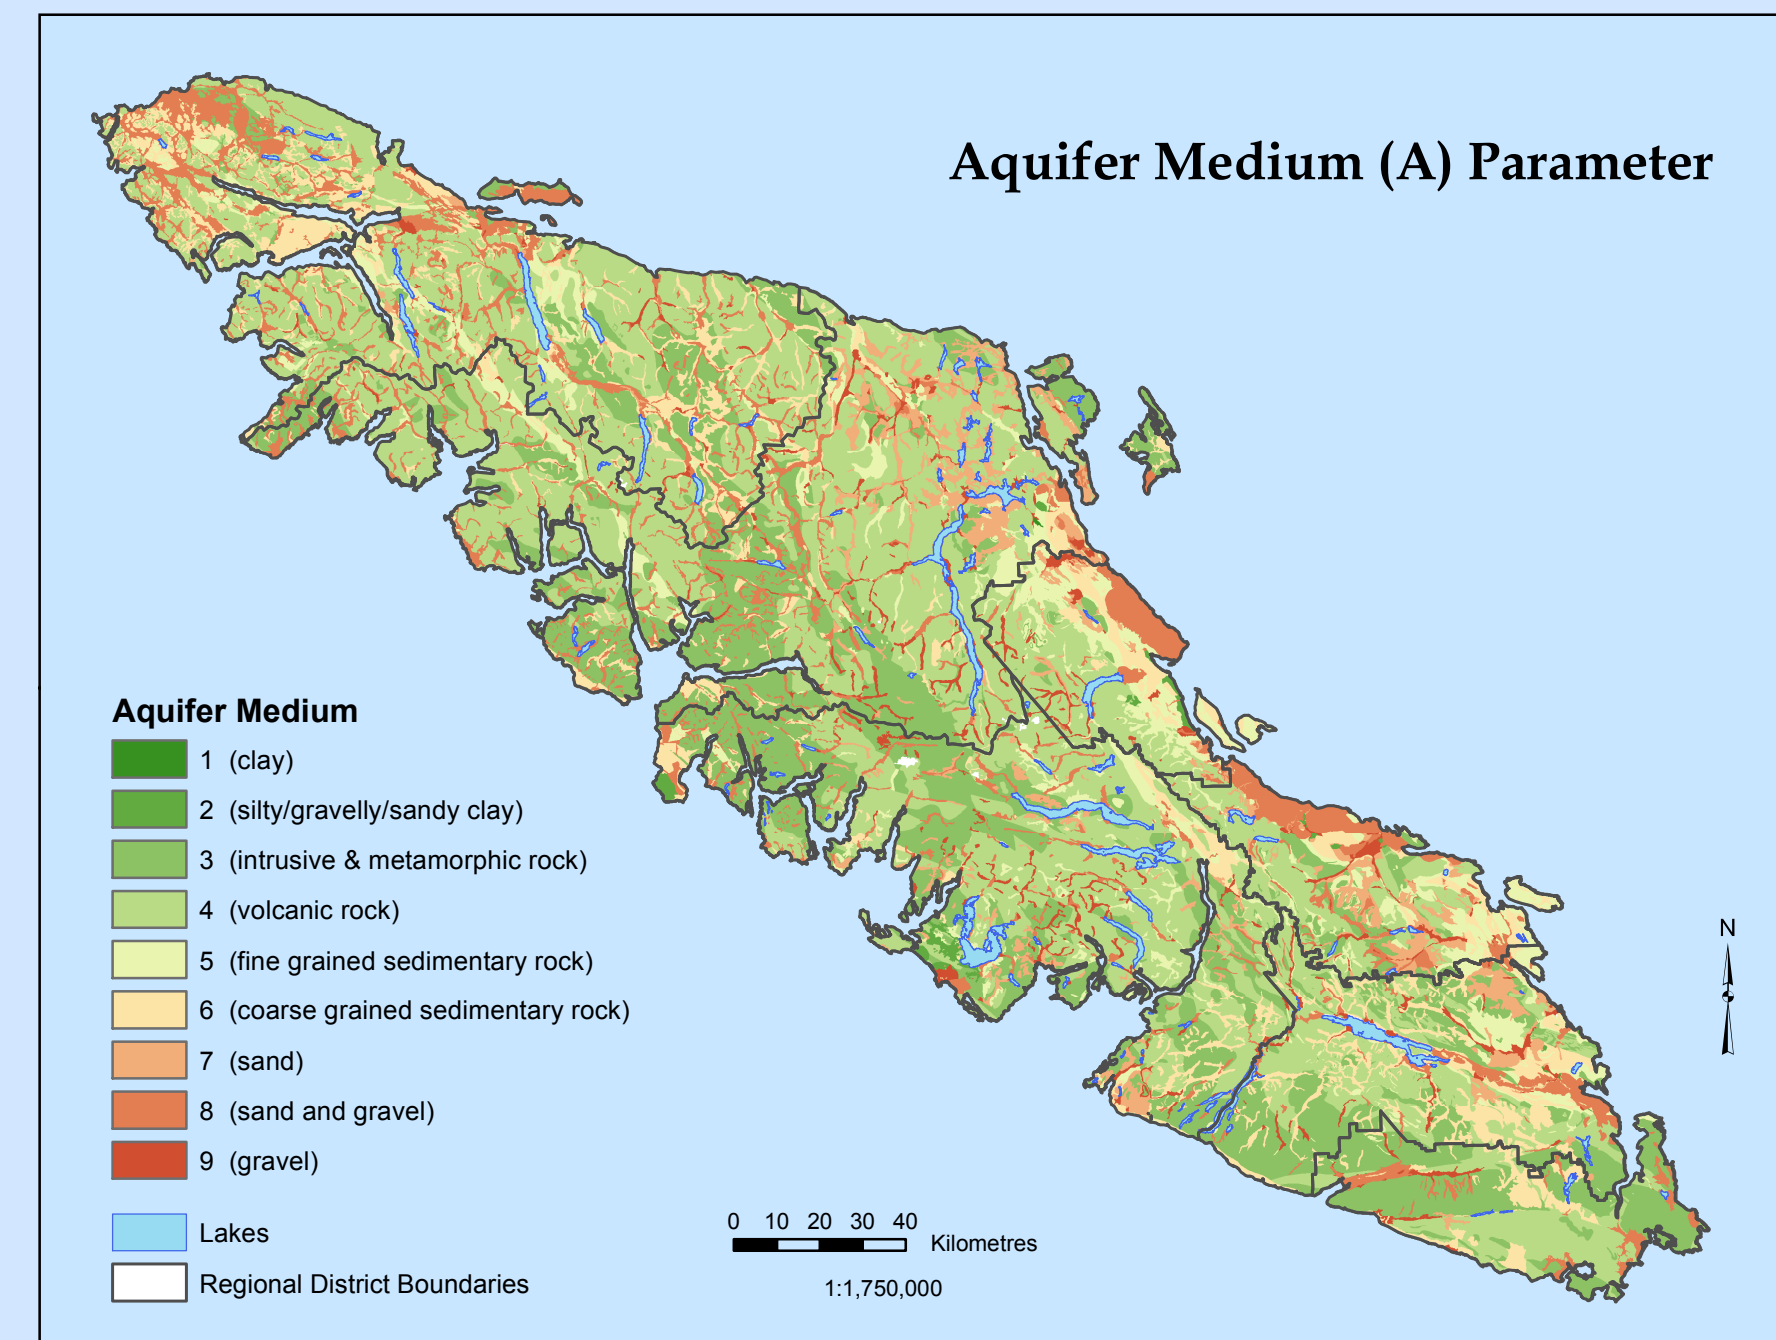 Aquifer Medium (A) Parameter
Aquifer Medium
1 (clay)
2 (silty/gravelly/sandy clay)
3 (intrusive & metamorphic rock)
4 (volcanic rock)
5 (fine grained sedimentary rock)
6 (coarse grained sedimentary rock)
7 (sand)
8 (sand and gravel)
9 (gravel)
Lakes
Regional District Boundaries
0 10 20 30 40
Kilometres
1:1,750,000
N